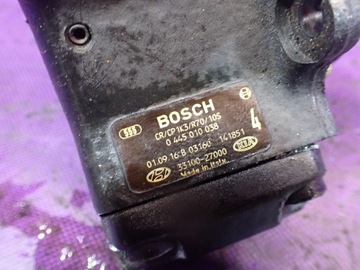 BOSCH
CR/CP1K3/R70/10S
0 445 010 038
01.09.16 B 03160 141851
4
33100-27000
Made in Italy